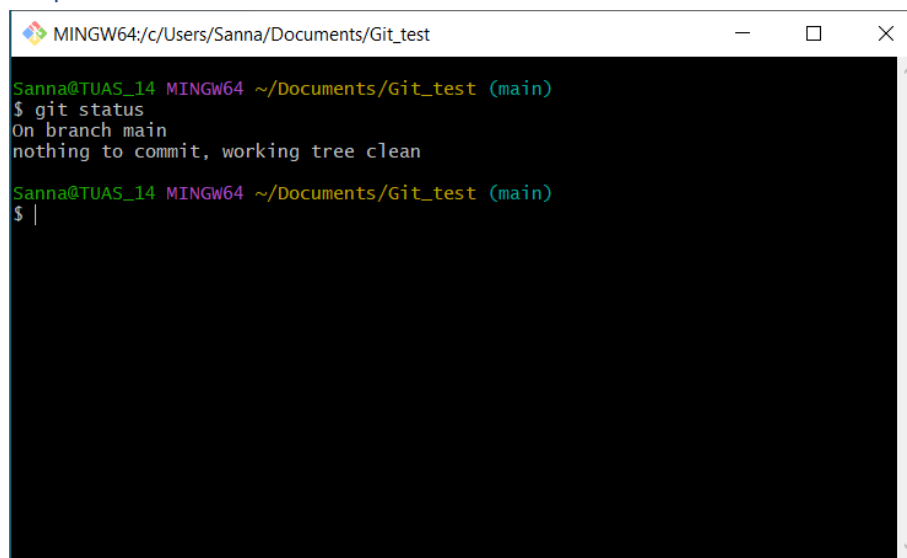 MINGW64:/c/Users/Sanna/Documents/Git_test
Sanna@TUAS_14 MINGW64 ~/Documents/Git_test (main)
$ git status
On branch main
nothing to commit, working tree clean
Sanna@TUAS_14 MINGW64 ~/Documents/Git_test (main)
$